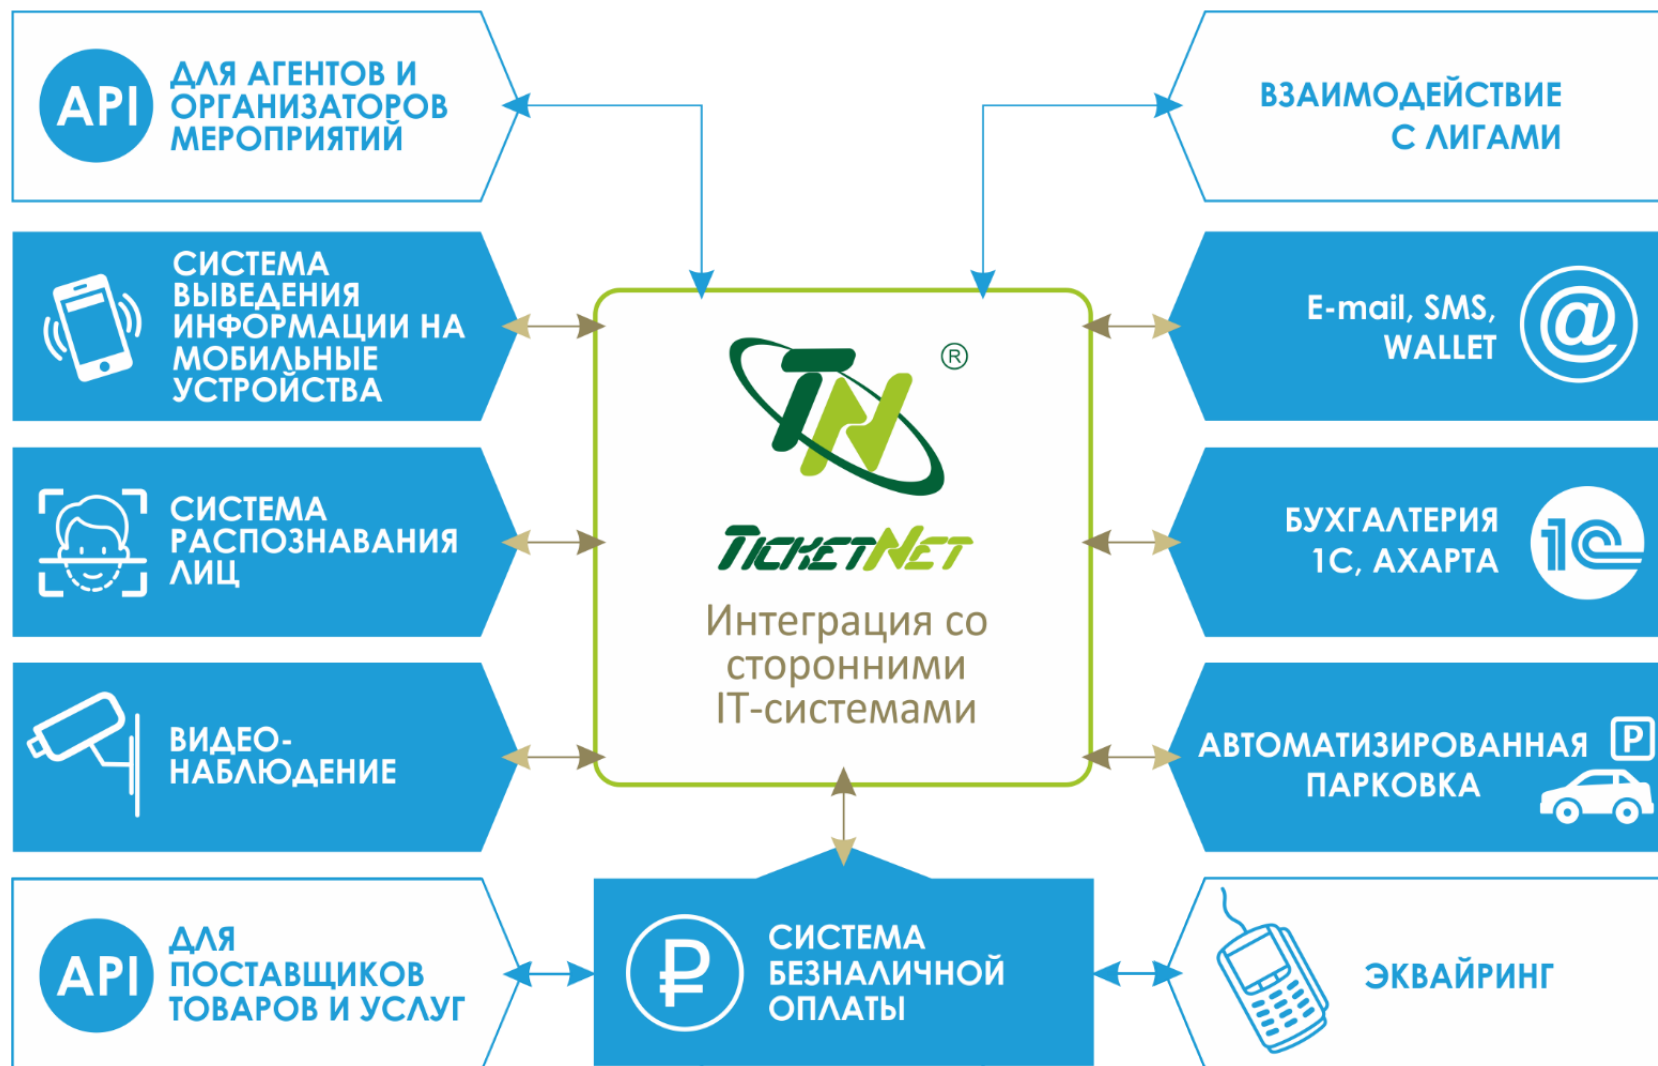 API
ДЛЯ АГЕНТОВ И
ОРГАНИЗАТОРОВ
МЕРОПРИЯТИЙ
ВЗАИМОДЕЙСТВИЕ
С ЛИГАМИ
СИСТЕМА
ВЫВЕДЕНИЯ
ИНФОРМАЦИИ НА
МОБИЛЬНЫЕ
УСТРОЙСТВА
E-mail, SMS,
WALLET
@
TN ®
TICKETNET
Интеграция со
сторонними
IT-системами
СИСТЕМА
РАСПОЗНАВАНИЯ
ЛИЦ
БУХГАЛТЕРИЯ
1С, АХАРТА
1С
ВИДЕО-
НАБЛЮДЕНИЕ
АВТОМАТИЗИРОВАННАЯ
ПАРКОВКА
P
API
ДЛЯ
ПОСТАВЩИКОВ
ТОВАРОВ И УСЛУГ
₽
СИСТЕМА
БЕЗНАЛИЧНОЙ
ОПЛАТЫ
ЭКВАЙРИНГ